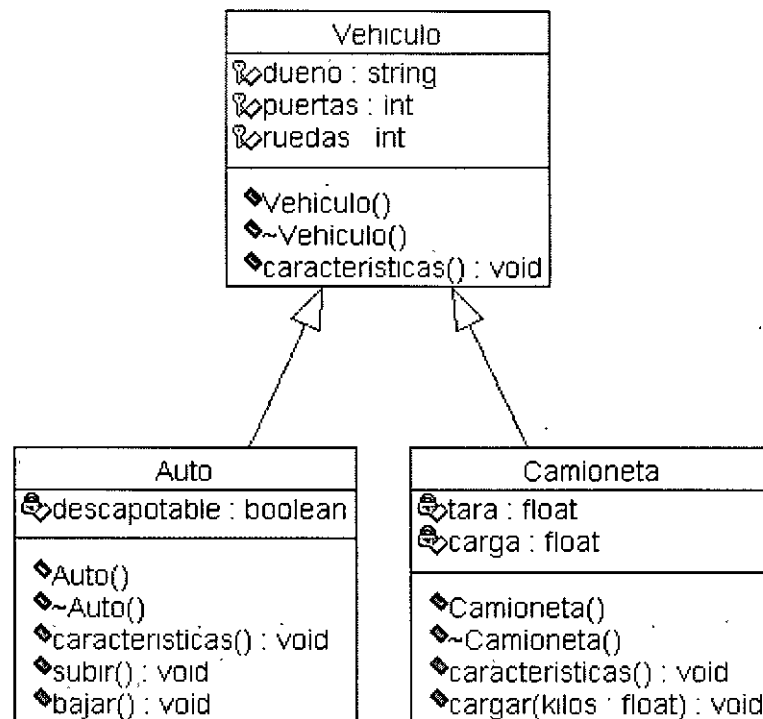 Vehiculo
dueno : string
puertas : int
ruedas : int
Vehiculo()
~Vehiculo()
caracteristicas() : void
Auto
descapotable : boolean
Auto()
~Auto()
caracteristicas() : void
subir() : void
bajar() : void
Camioneta
tara : float
carga : float
Camioneta()
~Camioneta()
caracteristicas() : void
cargar(kilos : float) : void